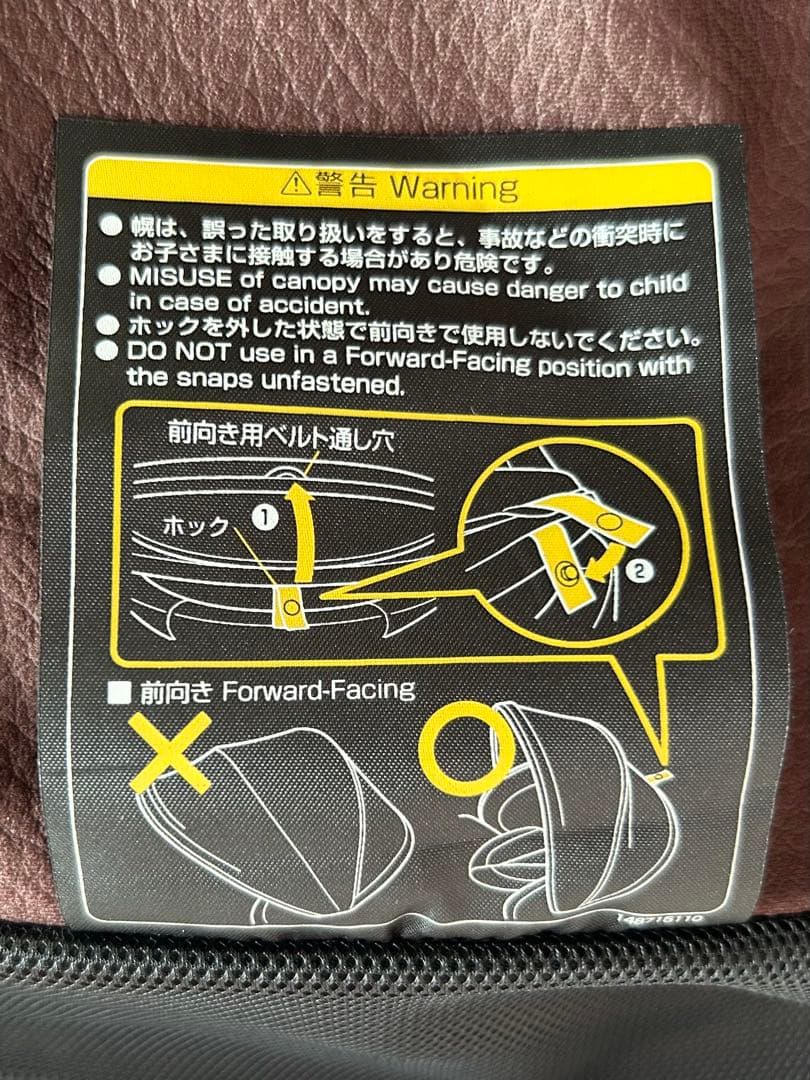 ⚠警告 Warning
● 幌は、誤った取り扱いをすると、事故などの衝突時に
お子さまに接触する場合があり危険です。
● MISUSE of canopy may cause danger to child
in case of accident.
● ホックを外した状態で前向きで使用しないでください。
● DO NOT use in a Forward-Facing position with
the snaps unfastened.
前向き用ベルト通し穴
1
ホック
2
■ 前向き Forward-Facing